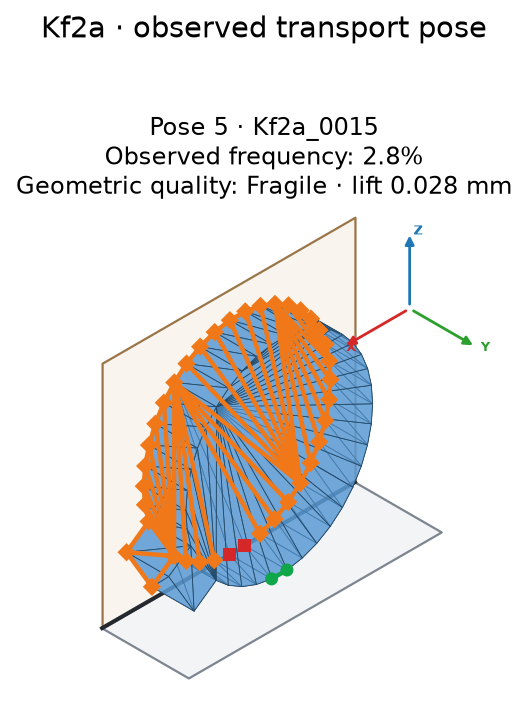 Kf2a · observed transport pose
Pose 5 · Kf2a_0015
Observed frequency: 2.8%
Geometric quality: Fragile · lift 0.028 mm
Z
X
Y